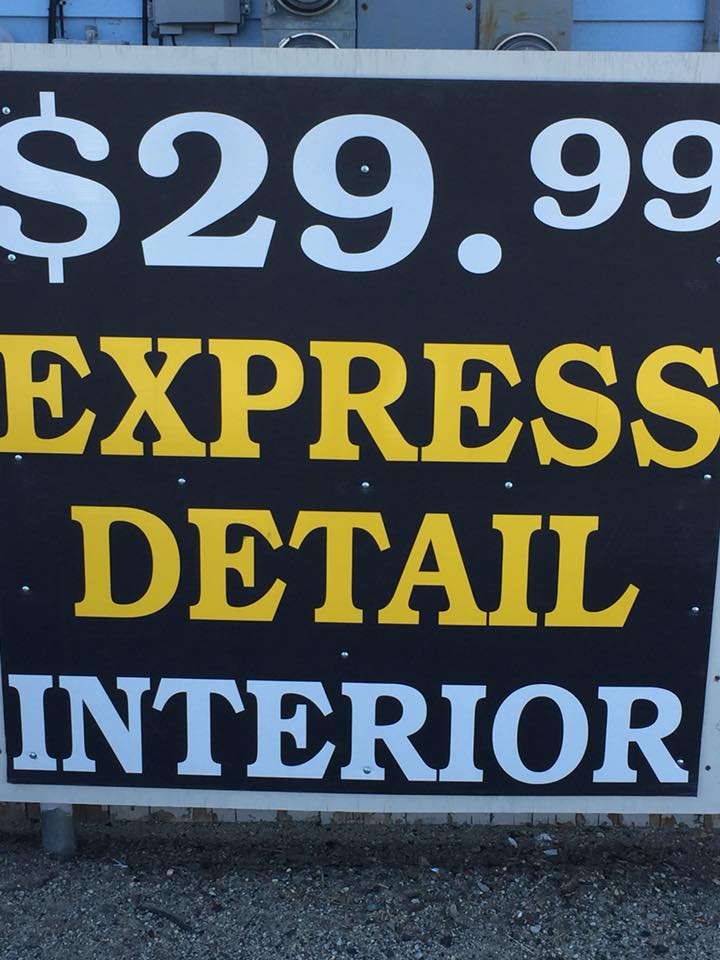 $29.99
EXPRESS
DETAIL
INTERIOR